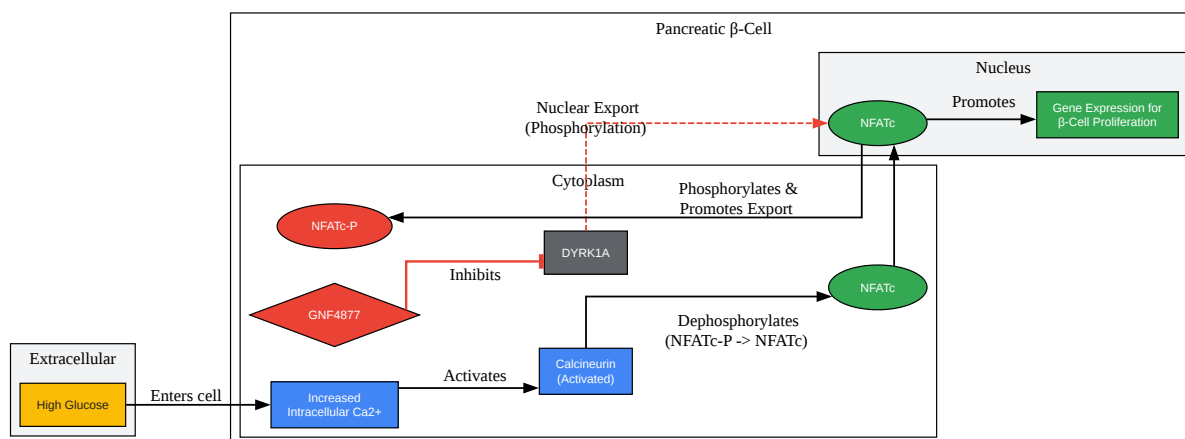 Pancreatic β-Cell
Nucleus
Nuclear Export
(Phosphorylation)
Promotes
NFATc
Gene Expression for
β-Cell Proliferation
Cytoplasm
Phosphorylates &
Promotes Export
NFATc-P
DYRK1A
Inhibits
NFATc
GNF4877
Dephosphorylates
(NFATc-P -> NFATc)
Extracellular
Calcineurin
(Activated)
Activates
High Glucose
Enters cell
Increased
Intracellular Ca2+